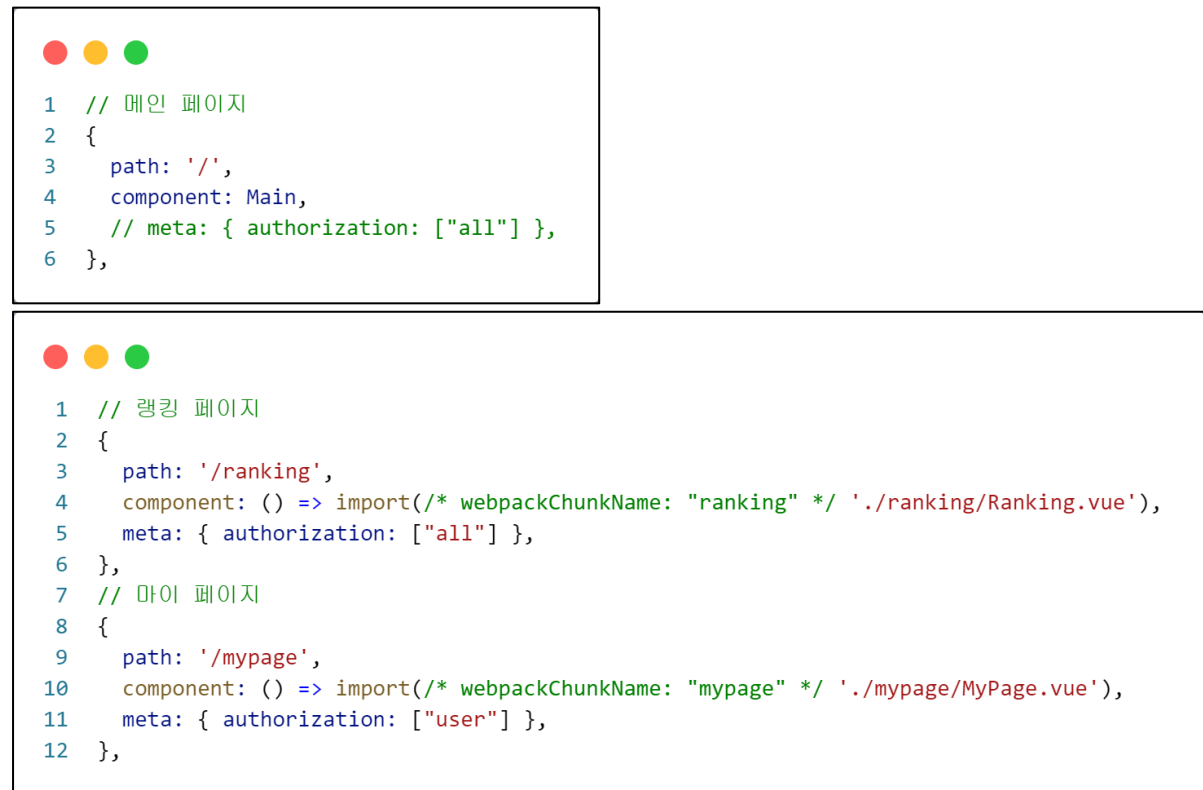 1 // 메인 페이지
2 {
3 path: '/',
4 component: Main,
5 // meta: { authorization: ["all"] },
6 },
1 // 랭킹 페이지
2 {
3 path: '/ranking',
4 component: () => import(/* webpackChunkName: "ranking" */ './ranking/Ranking.vue'),
5 meta: { authorization: ["all"] },
6 },
7 // 마이 페이지
8 {
9 path: '/mypage',
10 component: () => import(/* webpackChunkName: "mypage" */ './mypage/MyPage.vue'),
11 meta: { authorization: ["user"] },
12 },